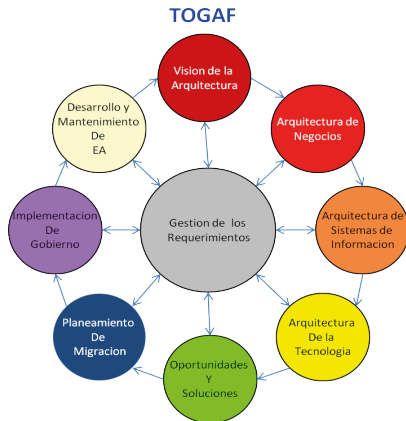 TOGAF
Vision de la
Arquitectura
Arquitectura de
Negocios
Arquitectura de
Sistemas de
Informacion
Arquitectura
De la
Tecnologia
Oportunidades
Y
Soluciones
Planeamiento
De
Migracion
Implementacion
De
Gobierno
Desarrollo y
Mantenimiento
De
EA
Gestion de los
Requerimientos